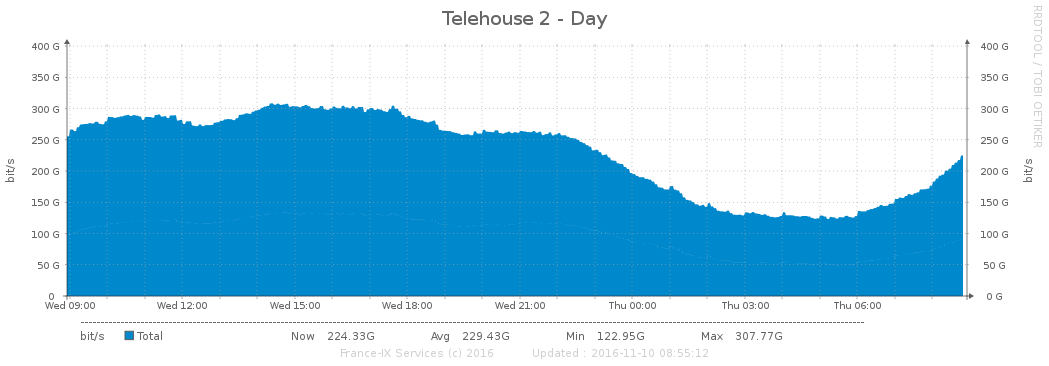 Telehouse 2 - Day
RRDTOOL / TOBI OETIKER
400 G 400 G
350 G 350 G
300 G 300 G
250 G 250 G
200 G 200 G
150 G 150 G
100 G 100 G
50 G 50 G
0 0 G
bit/s bit/s
Wed 09:00 Wed 12:00 Wed 15:00 Wed 18:00 Wed 21:00 Thu 00:00 Thu 03:00 Thu 06:00
bit/s Total Now 224.33G Avg 229.43G Min 122.95G Max 307.77G
France-IX Services (c) 2016 Updated : 2016-11-10 08:55:12